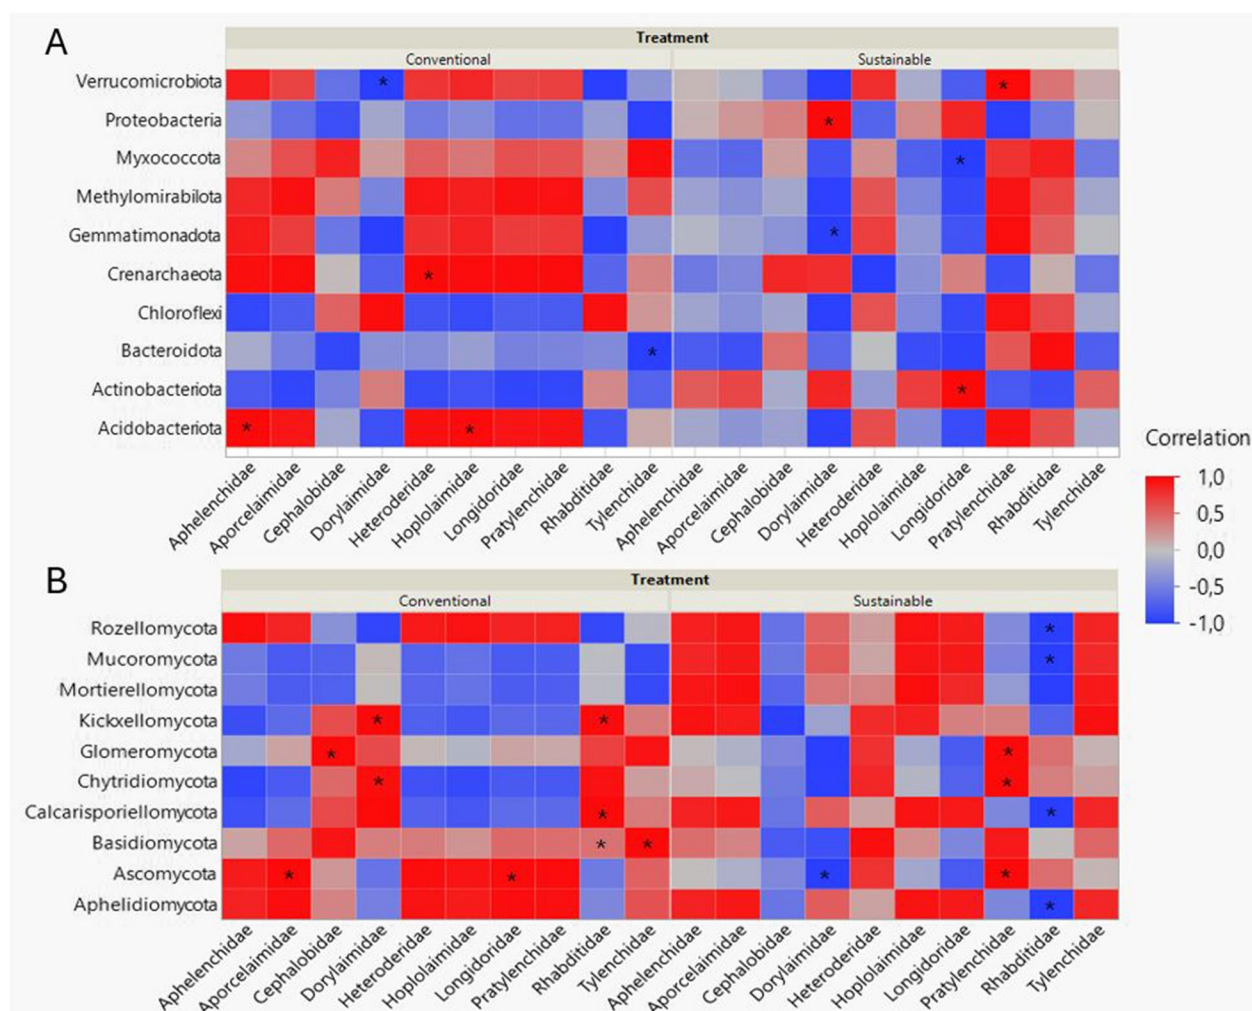 A
Treatment
Conventional
Sustainable
Verrucomicrobiota
*
*
Proteobacteria
*
Myxococcota
*
Methylomirabilota
Gemmatimonadota
*
Crenarchaeota
*
Chloroflexi
Bacteroidota
*
Actinobacteriota
*
Acidobacteriota
*
*
Aphelenchidae
Aporcelaimidae
Cephalobidae
Dorylaimidae
Heteroderidae
Hoplolaimidae
Longidoridae
Pratylenchidae
Rhabditidae
Tylenchidae
Aphelenchidae
Aporcelaimidae
Cephalobidae
Dorylaimidae
Heteroderidae
Hoplolaimidae
Longidoridae
Pratylenchidae
Rhabditidae
Tylenchidae
Correlation
1,0
0,5
0,0
-0,5
-1,0
B
Treatment
Conventional
Sustainable
Rozellomycota
*
Mucoromycota
*
Mortierellomycota
Kickxellomycota
*
*
Glomeromycota
*
*
Chytridiomycota
*
*
Calcarisporiellomycota
*
*
Basidiomycota
*
*
Ascomycota
*
*
*
*
Aphelidiomycota
*
Aphelenchidae
Aporcelaimidae
Cephalobidae
Dorylaimidae
Heteroderidae
Hoplolaimidae
Longidoridae
Pratylenchidae
Rhabditidae
Tylenchidae
Aphelenchidae
Aporcelaimidae
Cephalobidae
Dorylaimidae
Heteroderidae
Hoplolaimidae
Longidoridae
Pratylenchidae
Rhabditidae
Tylenchidae